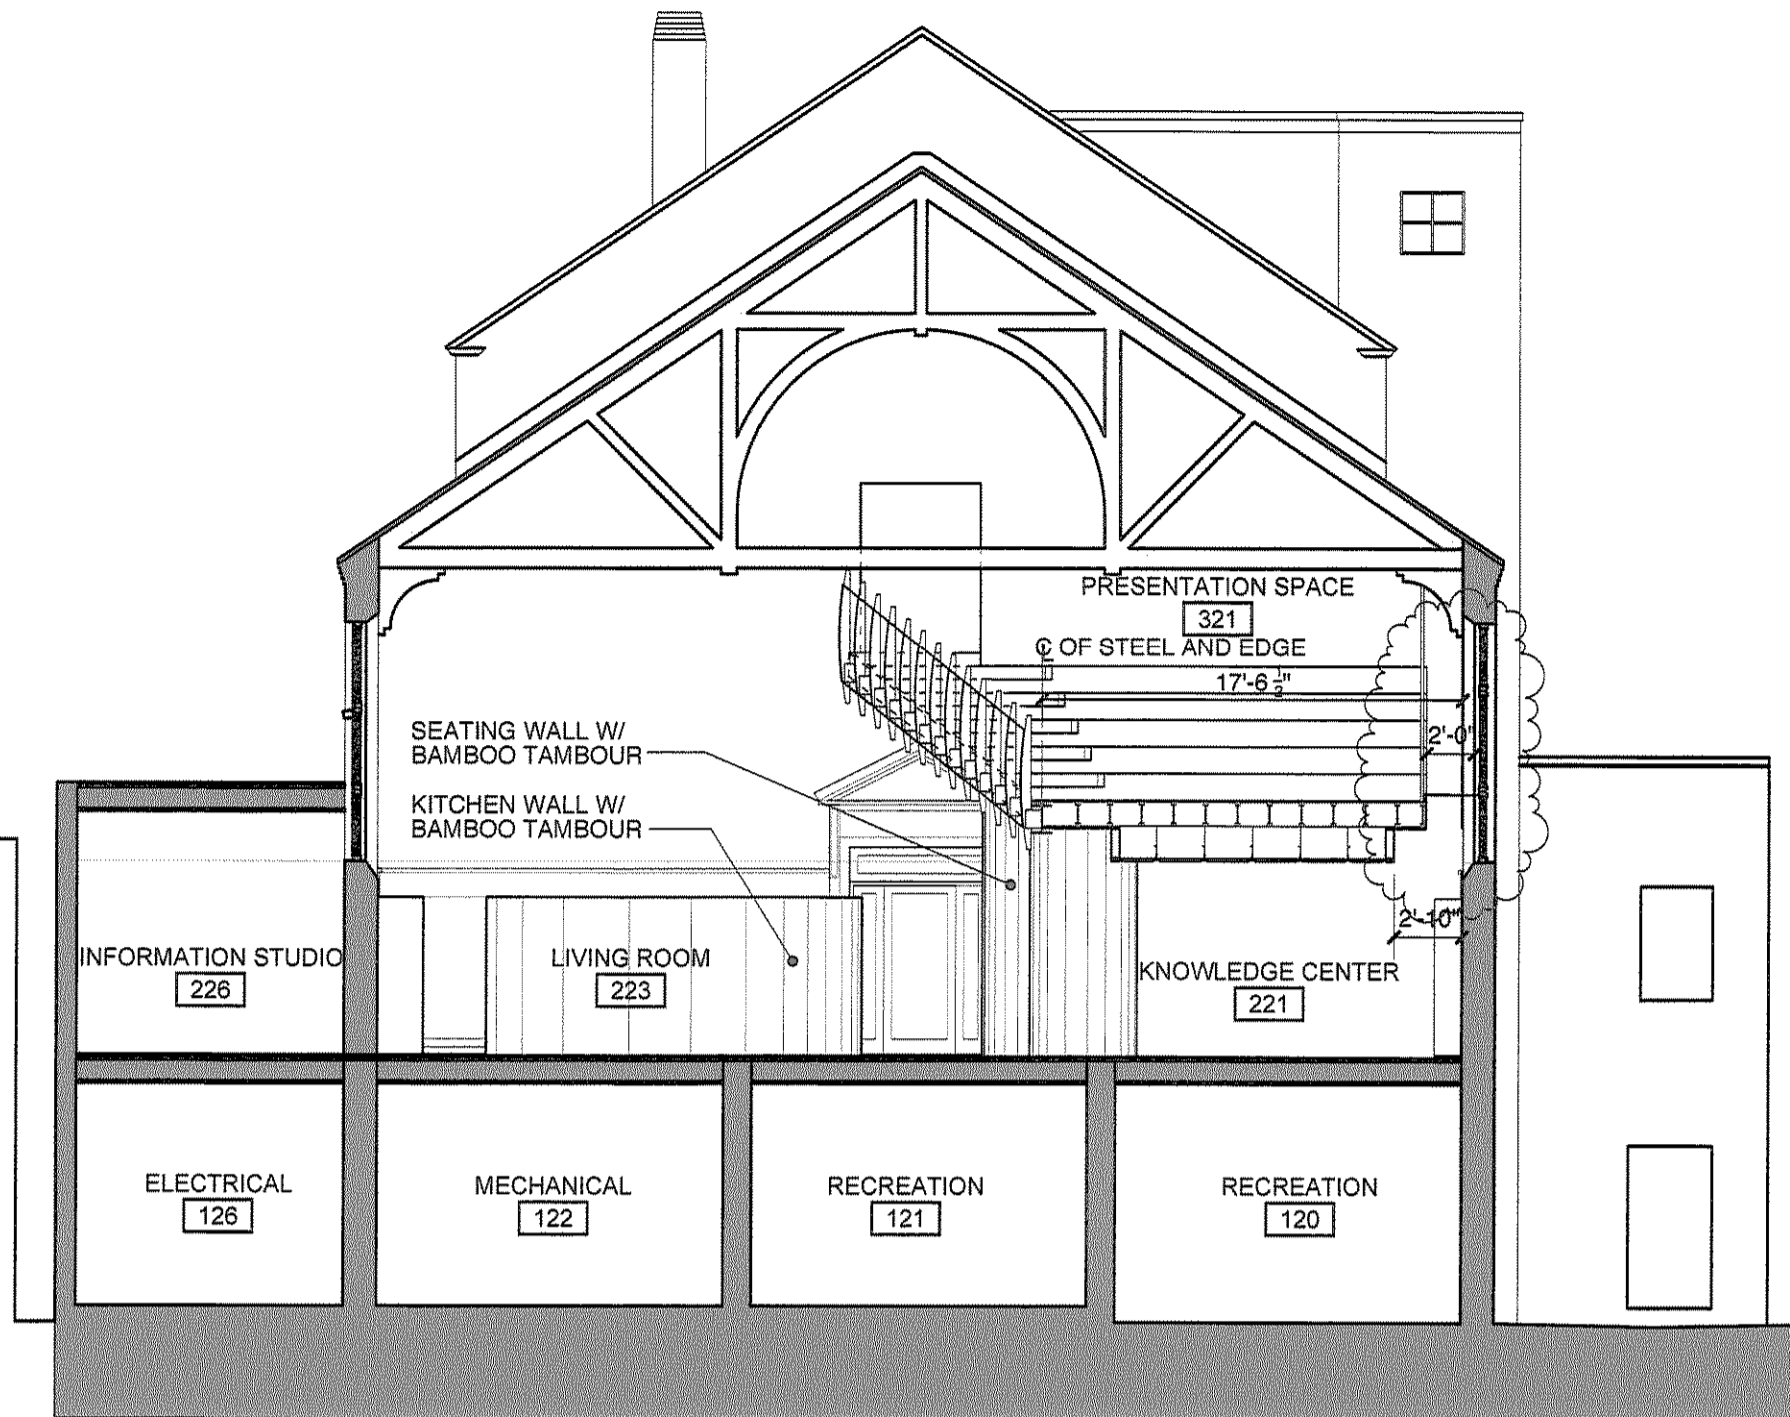 PRESENTATION SPACE
321
℄ OF STEEL AND EDGE
17'-6 1/2"
SEATING WALL W/
BAMBOO TAMBOUR
2'-0"
KITCHEN WALL W/
BAMBOO TAMBOUR
2'-10"
INFORMATION STUDIO
226
LIVING ROOM
223
KNOWLEDGE CENTER
221
ELECTRICAL
126
MECHANICAL
122
RECREATION
121
RECREATION
120